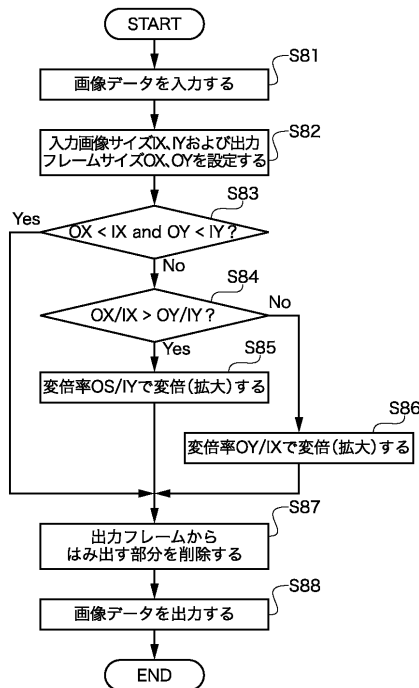 START
S81
画像データを入力する
S82
入力画像サイズIX、IYおよび出力
フレームサイズOX、OYを設定する
S83
Yes
OX < IX and OY < IY ?
No
S84
OX/IX > OY/IY ?
No
Yes
S85
変倍率OS/IYで変倍(拡大)する
S86
変倍率OY/IXで変倍(拡大)する
S87
出力フレームから
はみ出す部分を削除する
S88
画像データを出力する
END